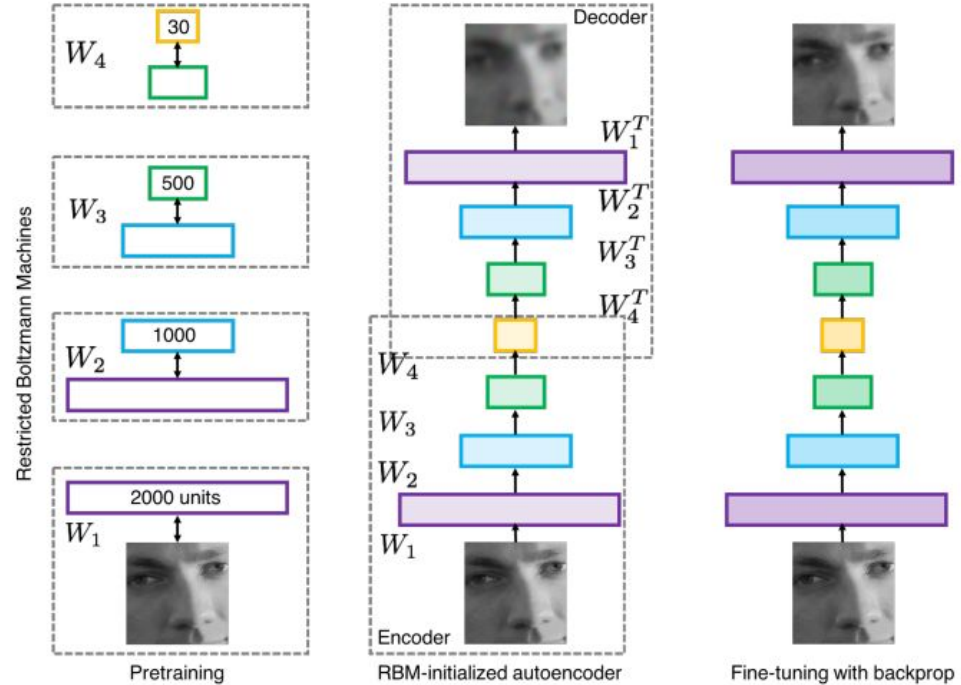 Restricted Boltzmann Machines
W₄
30
W₃
500
W₂
1000
2000 units
W₁
Pretraining
Decoder
W₁ᵀ
W₂ᵀ
W₃ᵀ
W₄ᵀ
W₄
W₃
W₂
W₁
Encoder
RBM-initialized autoencoder
Fine-tuning with backprop